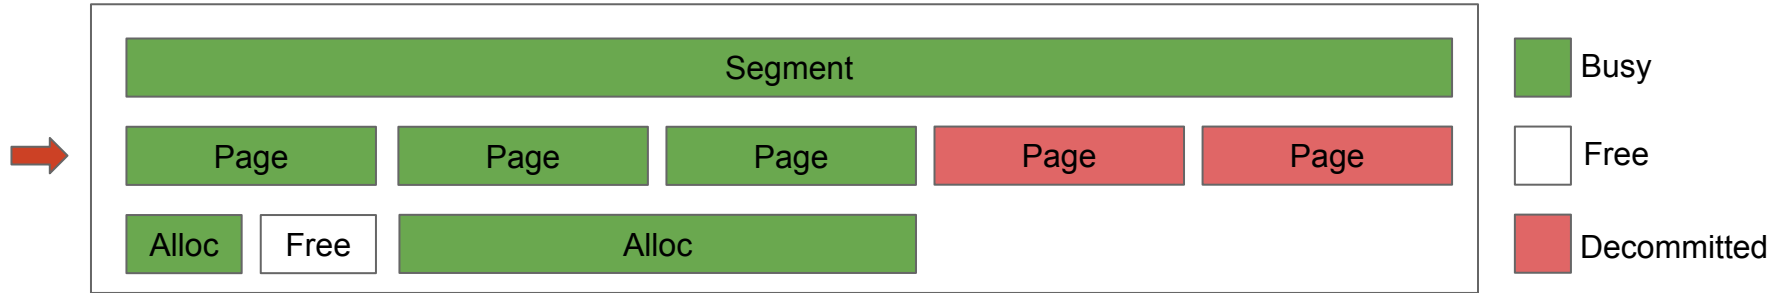 Segment
Page Page Page Page Page
Alloc Free Alloc
Busy
Free
Decommitted